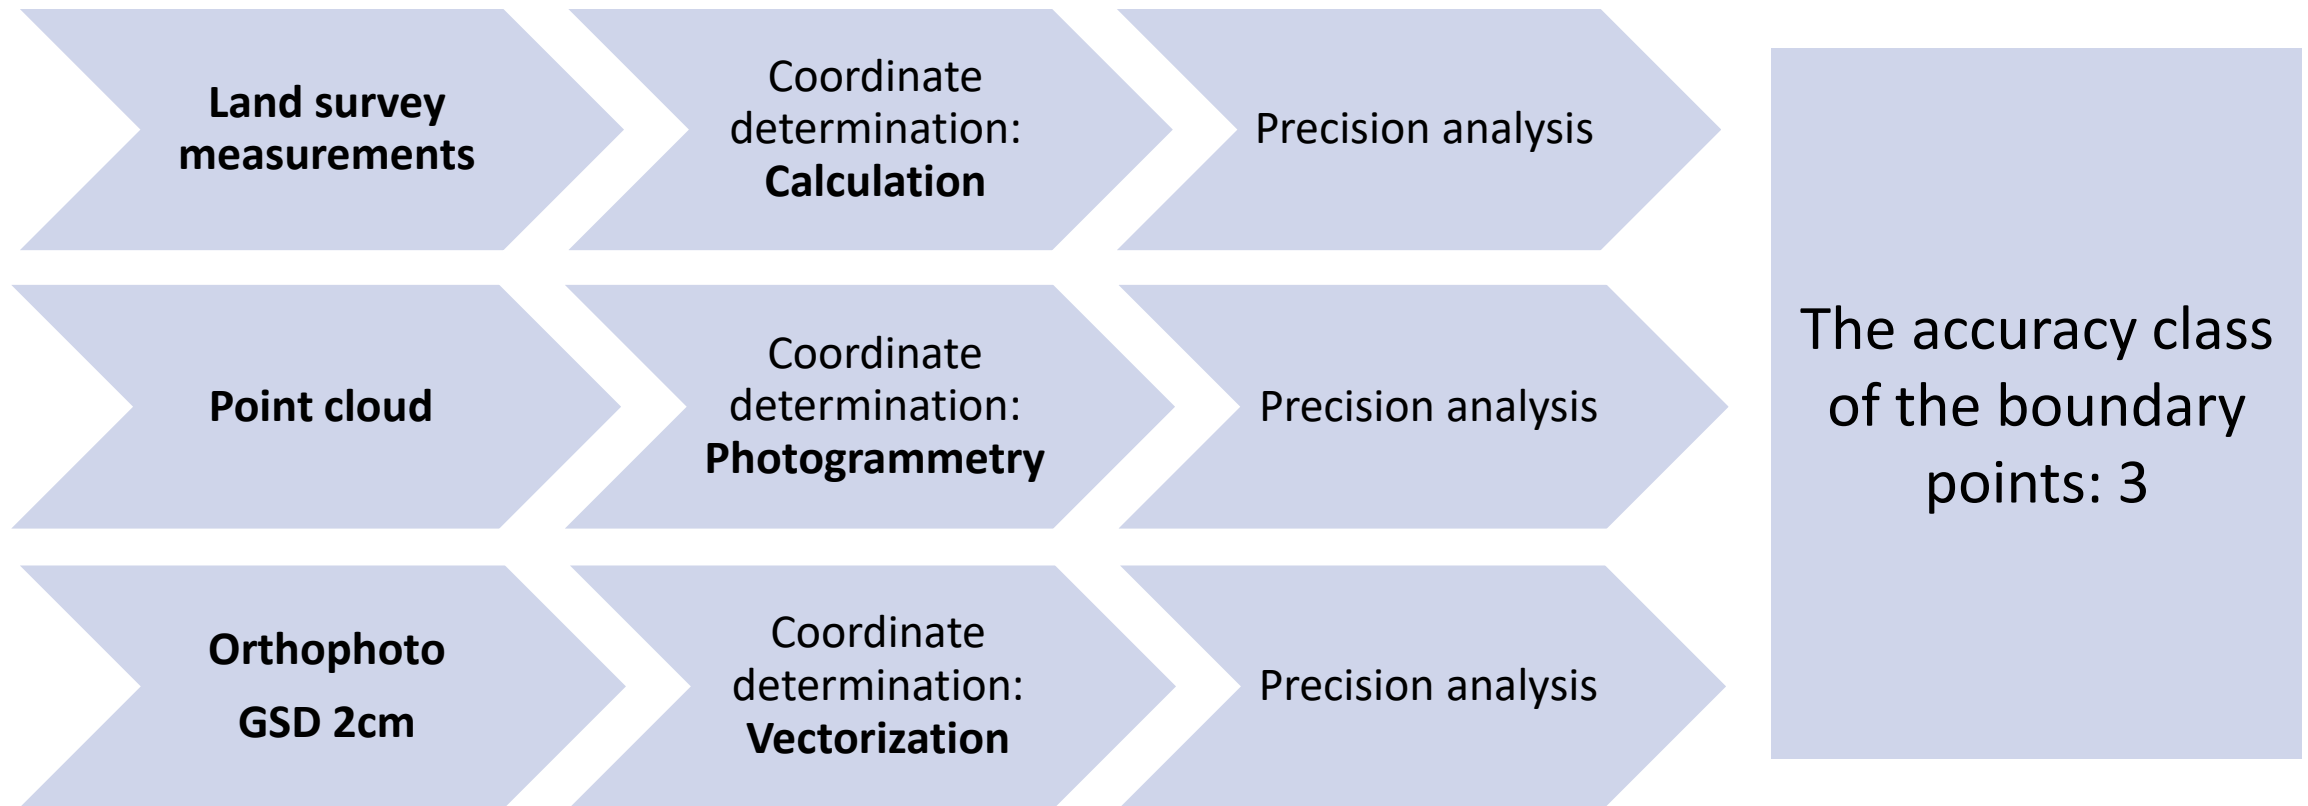 Land survey
measurements
Coordinate
determination:
Calculation
Precision analysis
Point cloud
Coordinate
determination:
Photogrammetry
Precision analysis
Orthophoto
GSD 2cm
Coordinate
determination:
Vectorization
Precision analysis
The accuracy class
of the boundary
points: 3